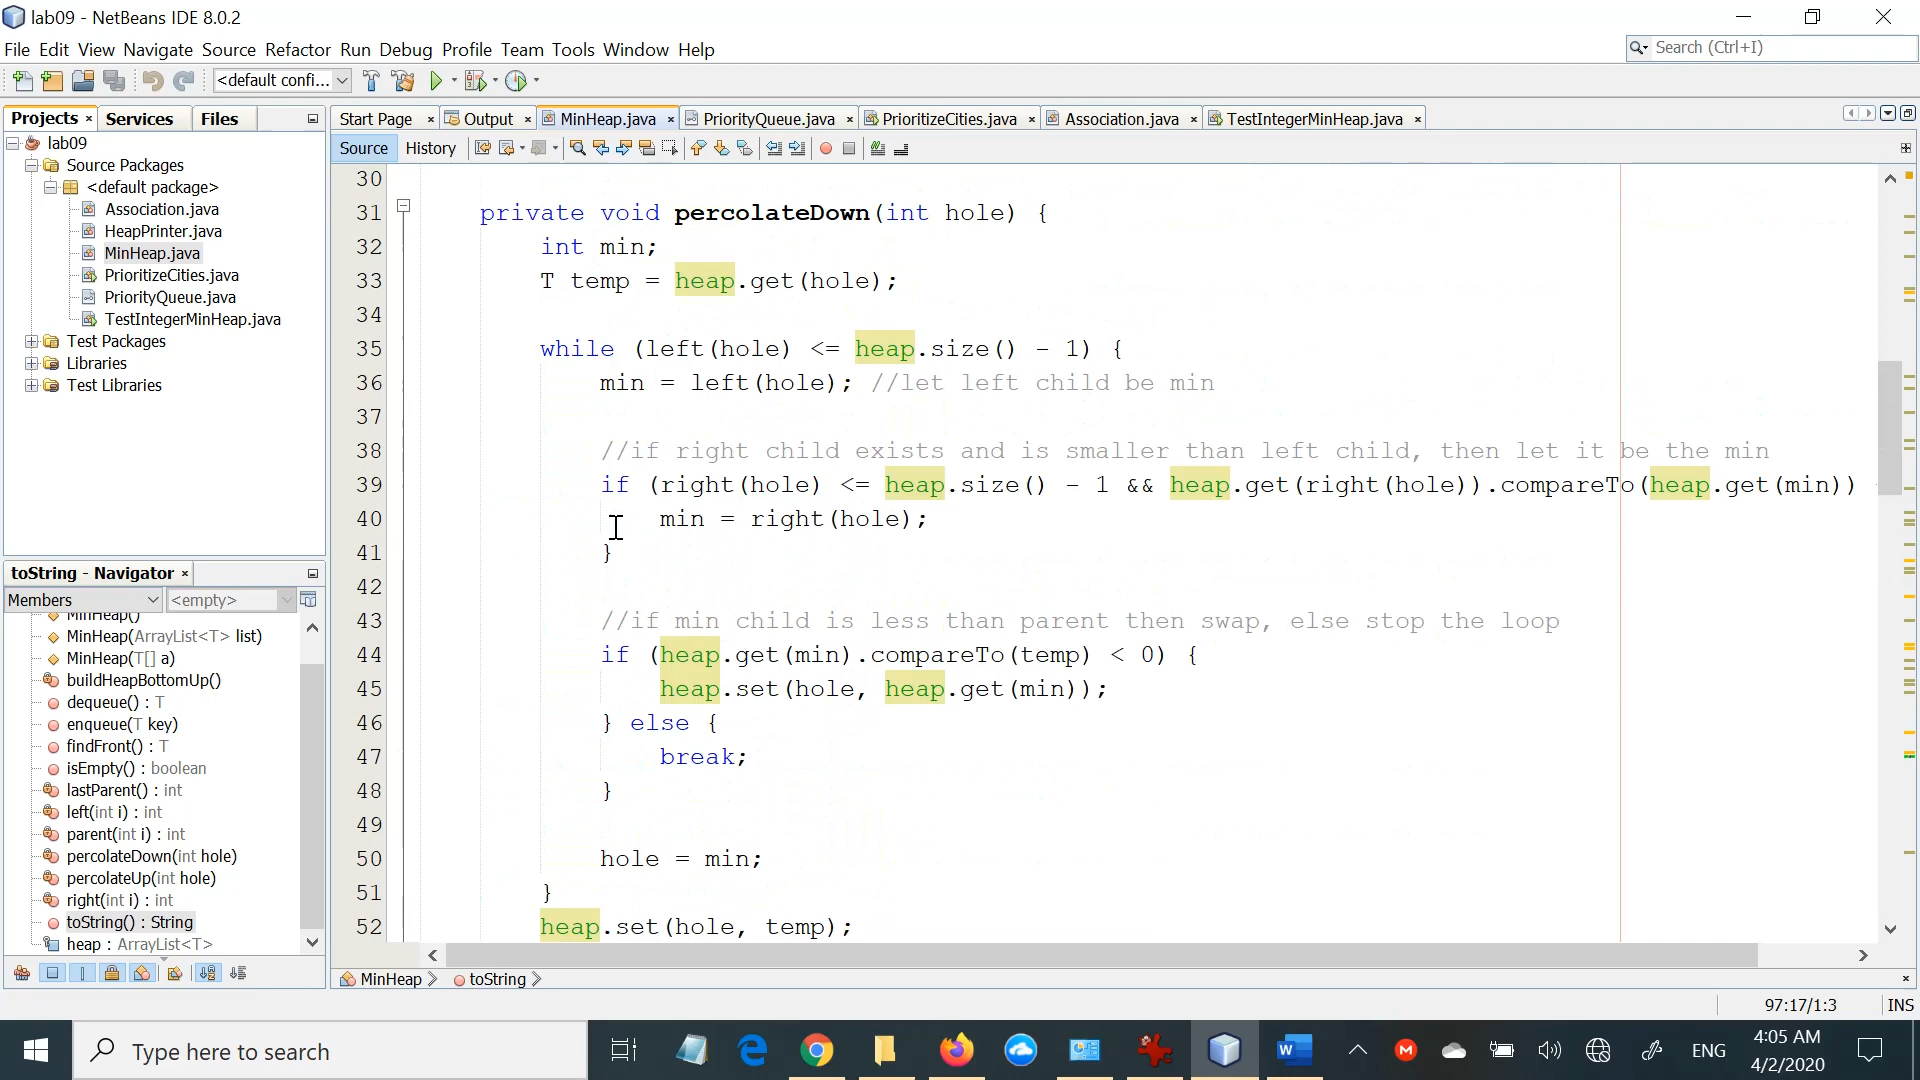 lab09 - NetBeans IDE 8.0.2
File Edit View Navigate Source Refactor Run Debug Profile Team Tools Window Help
Search (Ctrl+I)
<default confi...
Projects Services Files
Start Page Output MinHeap.java PriorityQueue.java PrioritizeCities.java Association.java TestIntegerMinHeap.java
Source History
lab09
Source Packages
<default package>
Association.java
HeapPrinter.java
MinHeap.java
PrioritizeCities.java
PriorityQueue.java
TestIntegerMinHeap.java
Test Packages
Libraries
Test Libraries
toString - Navigator
Members <empty>
MinHeap()
MinHeap(ArrayList<T> list)
MinHeap(T[] a)
buildHeapBottomUp()
dequeue() : T
enqueue(T key)
findFront() : T
isEmpty() : boolean
lastParent() : int
left(int i) : int
parent(int i) : int
percolateDown(int hole)
percolateUp(int hole)
right(int i) : int
toString() : String
heap : ArrayList<T>
30
31 private void percolateDown(int hole) {
32 int min;
33 T temp = heap.get(hole);
34
35 while (left(hole) <= heap.size() - 1) {
36 min = left(hole); //let left child be min
37
38 //if right child exists and is smaller than left child, then let it be the min
39 if (right(hole) <= heap.size() - 1 && heap.get(right(hole)).compareTo(heap.get(min))
40 min = right(hole);
41 }
42
43 //if min child is less than parent then swap, else stop the loop
44 if (heap.get(min).compareTo(temp) < 0) {
45 heap.set(hole, heap.get(min));
46 } else {
47 break;
48 }
49
50 hole = min;
51 }
52 heap.set(hole, temp);
MinHeap toString
97:17/1:3 INS
Type here to search
ENG
4:05 AM
4/2/2020